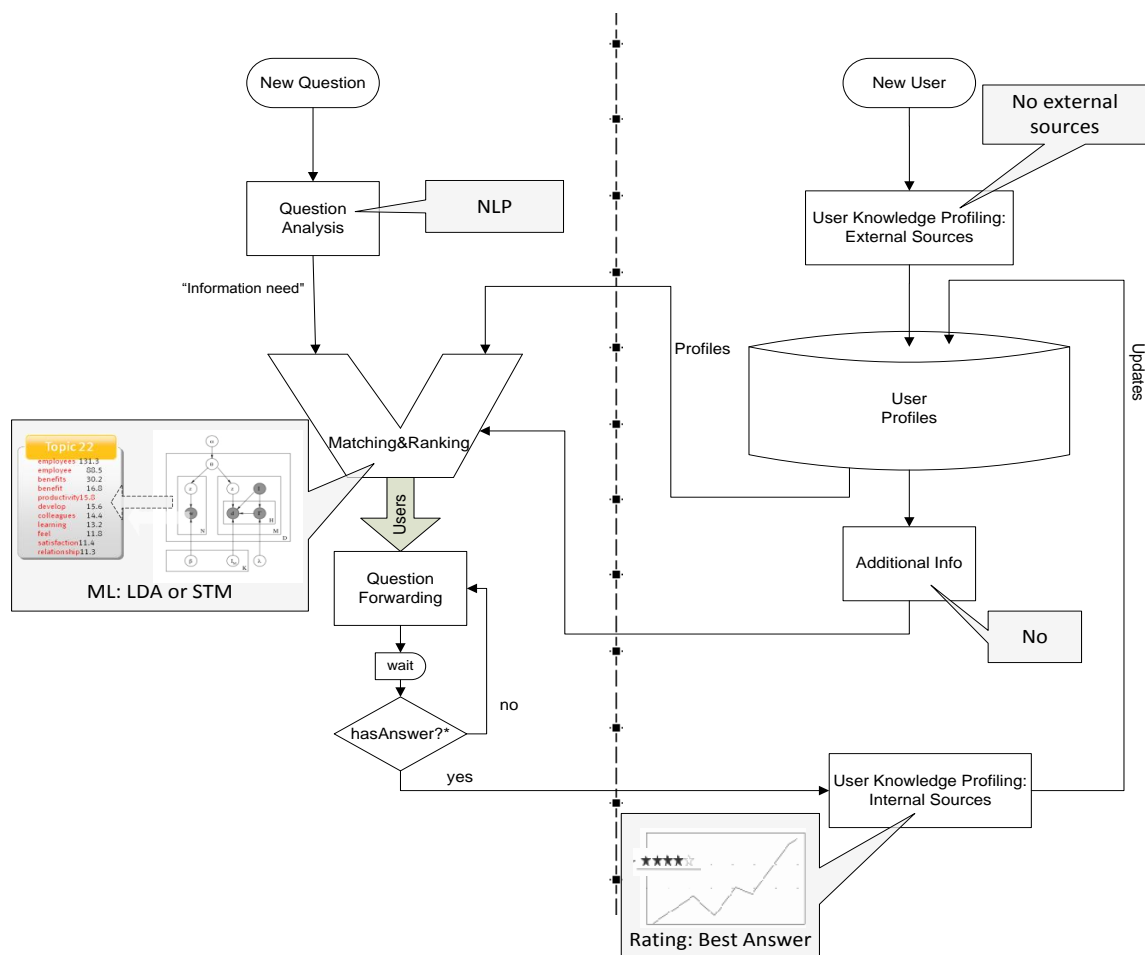 New Question
New User
No external
sources
Question
Analysis
NLP
User Knowledge Profiling:
External Sources
“Information need”
Profiles
Updates
User
Profiles
Matching&Ranking
Topic 22
employees 131.3
employee 88.5
benefits 30.2
benefit 16.8
productivity15.8
develop 15.6
colleagues 14.4
learning 13.2
feel 11.8
satisfaction11.4
relationship11.3
α
θ
z
N
H
M
D
β
K
λ
ML: LDA or STM
Users
Question
Forwarding
Additional Info
No
wait
no
hasAnswer?*
yes
User Knowledge Profiling:
Internal Sources
Rating: Best Answer